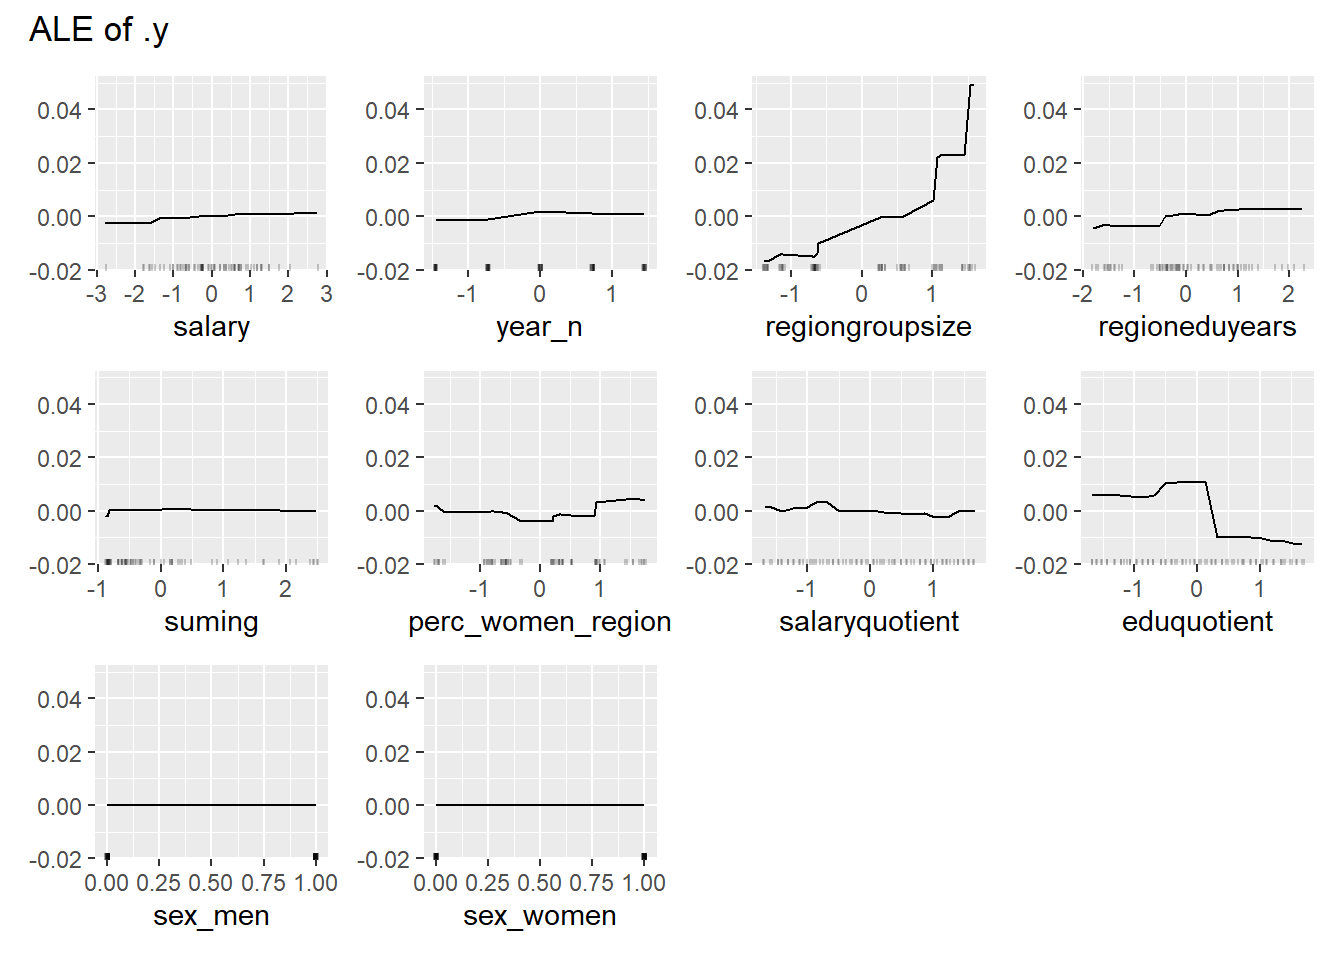 ALE of .y
0.04 0.04 0.04 0.04
0.02 0.02 0.02 0.02
0.00 0.00 0.00 0.00
-0.02 -0.02 -0.02 -0.02
-3 -2 -1 0 1 2 3 -1 0 1 -1 0 1 -2 -1 0 1 2
salary year_n regiongroupsize regioneduyears
0.04 0.04 0.04 0.04
0.02 0.02 0.02 0.02
0.00 0.00 0.00 0.00
-0.02 -0.02 -0.02 -0.02
-1 0 1 2 -1 0 1 -1 0 1 -1 0 1
suming perc_women_region salaryquotient eduquotient
0.04 0.04
0.02 0.02
0.00 0.00
-0.02 -0.02
0.00 0.25 0.50 0.75 1.00 0.00 0.25 0.50 0.75 1.00
sex_men sex_women